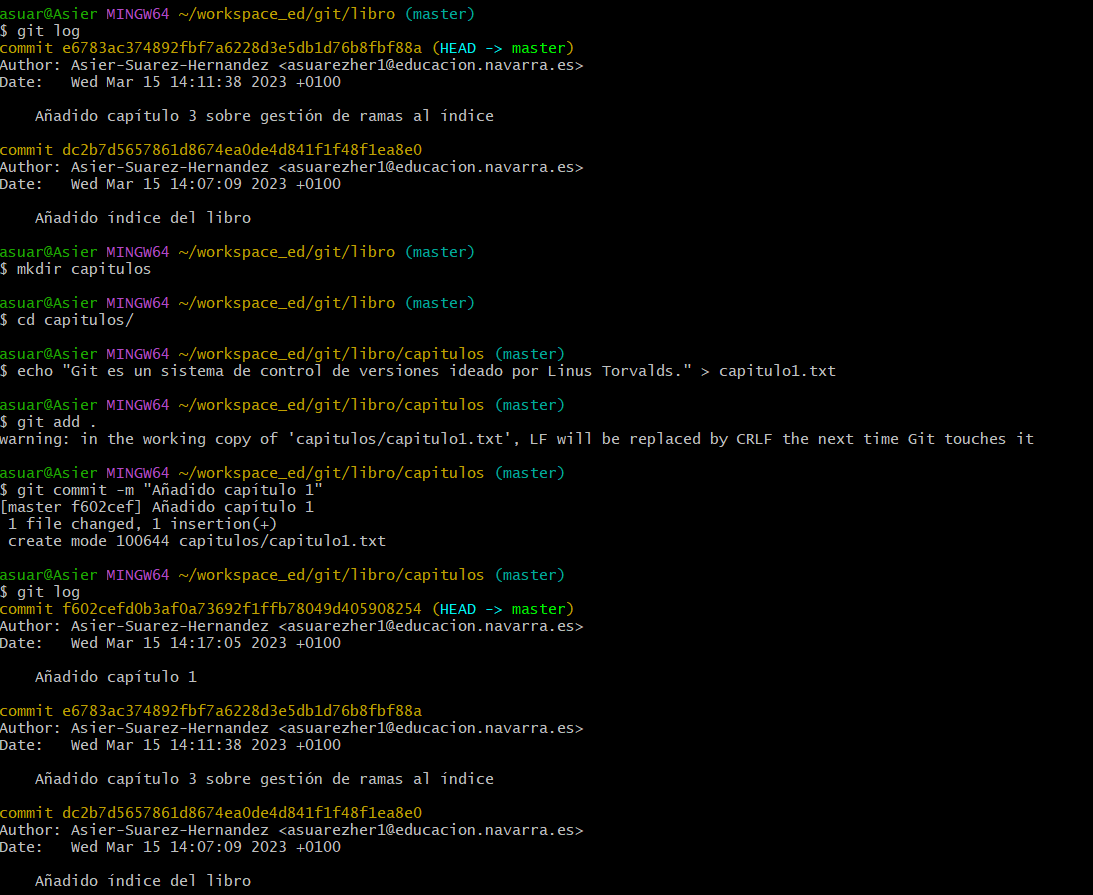 asuar@Asier MINGW64 ~/workspace_ed/git/libro (master)
$ git log
commit e6783ac374892fbf7a6228d3e5db1d76b8fbf88a (HEAD -> master)
Author: Asier-Suarez-Hernandez <asuarezher1@educacion.navarra.es>
Date:   Wed Mar 15 14:11:38 2023 +0100

    Añadido capítulo 3 sobre gestión de ramas al índice

commit dc2b7d5657861d8674ea0de4d841f1f48f1ea8e0
Author: Asier-Suarez-Hernandez <asuarezher1@educacion.navarra.es>
Date:   Wed Mar 15 14:07:09 2023 +0100

    Añadido índice del libro

asuar@Asier MINGW64 ~/workspace_ed/git/libro (master)
$ mkdir capitulos

asuar@Asier MINGW64 ~/workspace_ed/git/libro (master)
$ cd capitulos/

asuar@Asier MINGW64 ~/workspace_ed/git/libro/capitulos (master)
$ echo "Git es un sistema de control de versiones ideado por Linus Torvalds." > capitulo1.txt

asuar@Asier MINGW64 ~/workspace_ed/git/libro/capitulos (master)
$ git add .
warning: in the working copy of 'capitulos/capitulo1.txt', LF will be replaced by CRLF the next time Git touches it

asuar@Asier MINGW64 ~/workspace_ed/git/libro/capitulos (master)
$ git commit -m "Añadido capítulo 1"
[master f602cef] Añadido capítulo 1
 1 file changed, 1 insertion(+)
 create mode 100644 capitulos/capitulo1.txt

asuar@Asier MINGW64 ~/workspace_ed/git/libro/capitulos (master)
$ git log
commit f602cefd0b3af0a73692f1ffb78049d405908254 (HEAD -> master)
Author: Asier-Suarez-Hernandez <asuarezher1@educacion.navarra.es>
Date:   Wed Mar 15 14:17:05 2023 +0100

    Añadido capítulo 1

commit e6783ac374892fbf7a6228d3e5db1d76b8fbf88a
Author: Asier-Suarez-Hernandez <asuarezher1@educacion.navarra.es>
Date:   Wed Mar 15 14:11:38 2023 +0100

    Añadido capítulo 3 sobre gestión de ramas al índice

commit dc2b7d5657861d8674ea0de4d841f1f48f1ea8e0
Author: Asier-Suarez-Hernandez <asuarezher1@educacion.navarra.es>
Date:   Wed Mar 15 14:07:09 2023 +0100

    Añadido índice del libro